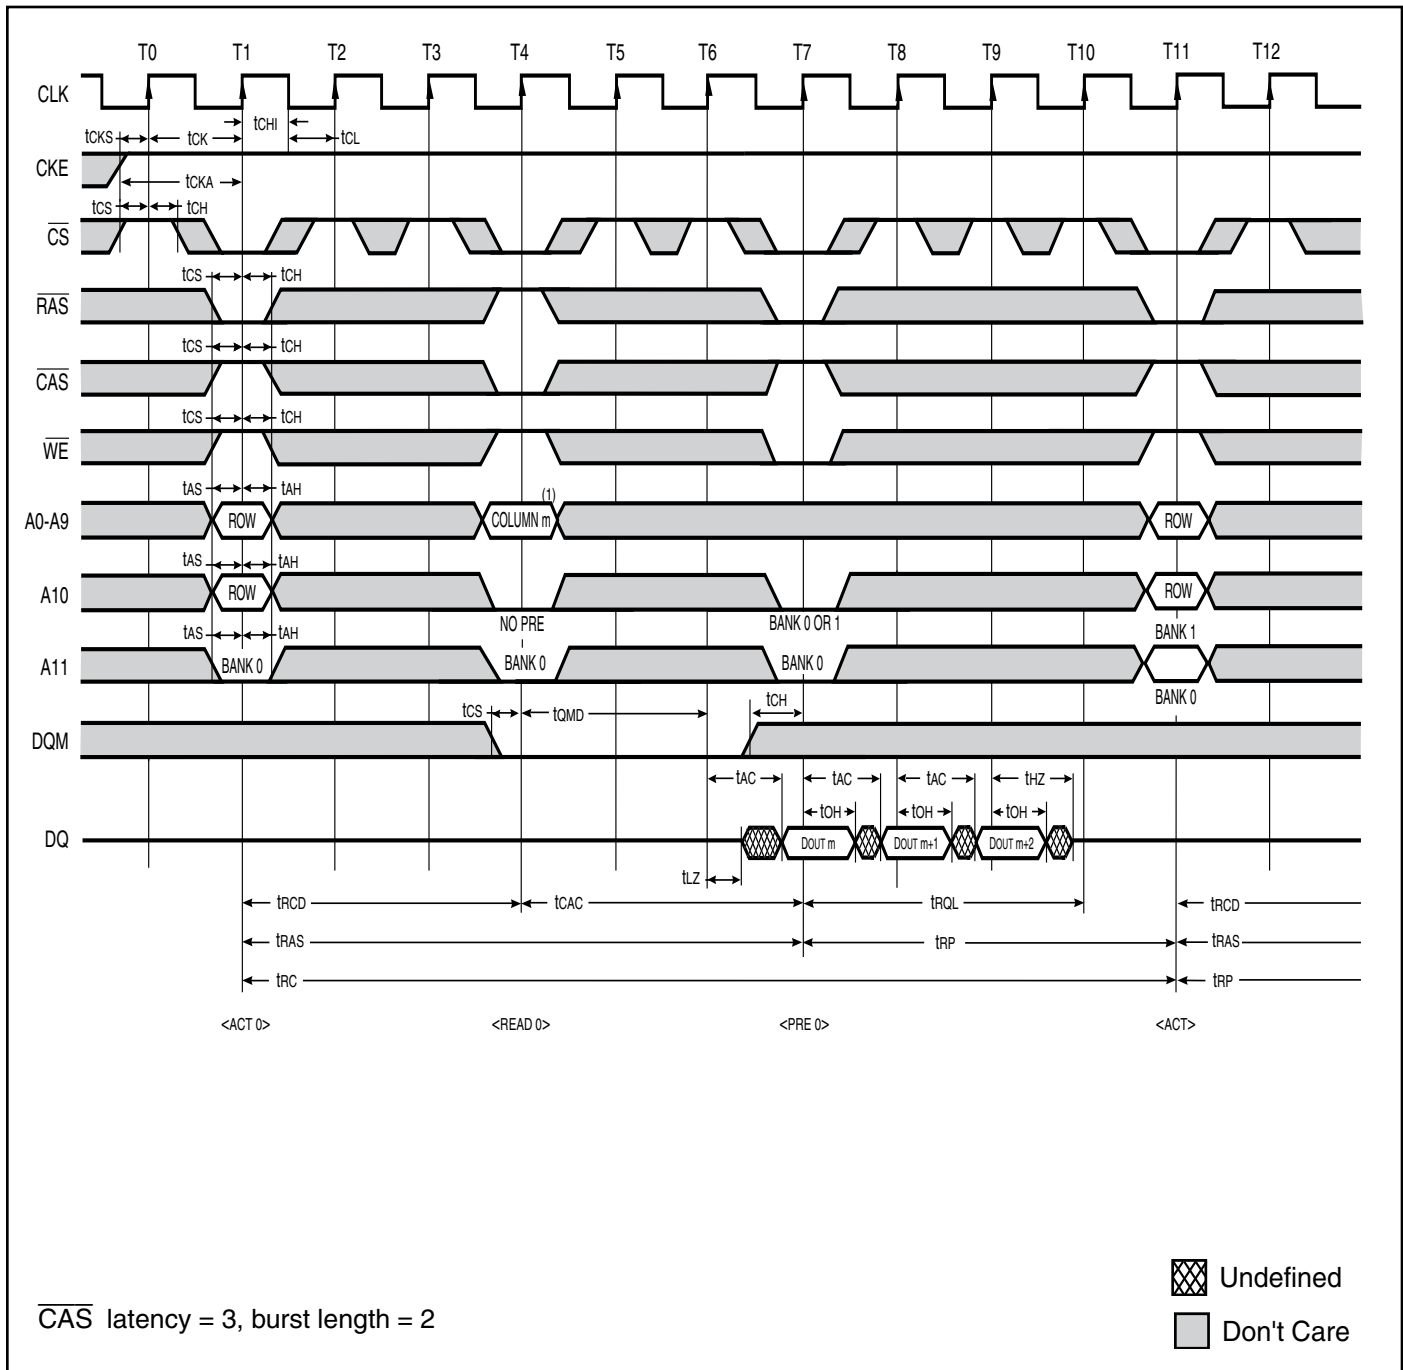 T0 T1 T2 T3 T4 T5 T6 T7 T8 T9 T10 T11 T12
CLK
tCHI
tCKS tCK tCL
CKE
tCKA
tCS tCH
CS
tCS tCH
RAS
tCS tCH
CAS
tCS tCH
WE
tAS tAH (1)
A0-A9 ROW COLUMN m ROW
tAS tAH
A10 ROW ROW
NO PRE BANK 0 OR 1 BANK 1
tAS tAH
A11 BANK 0 BANK 0 BANK 0
BANK 0
tCS tQMD tCH
DQM
tAC tAC tAC tHZ
tOH tOH tOH
DQ DOUT m DOUT m+1 DOUT m+2
tLZ
tRCD tCAC tRQL tRCD
tRAS tRP tRAS
tRC tRP
<ACT 0> <READ 0> <PRE 0> <ACT>
Undefined
CAS latency = 3, burst length = 2
Don't Care